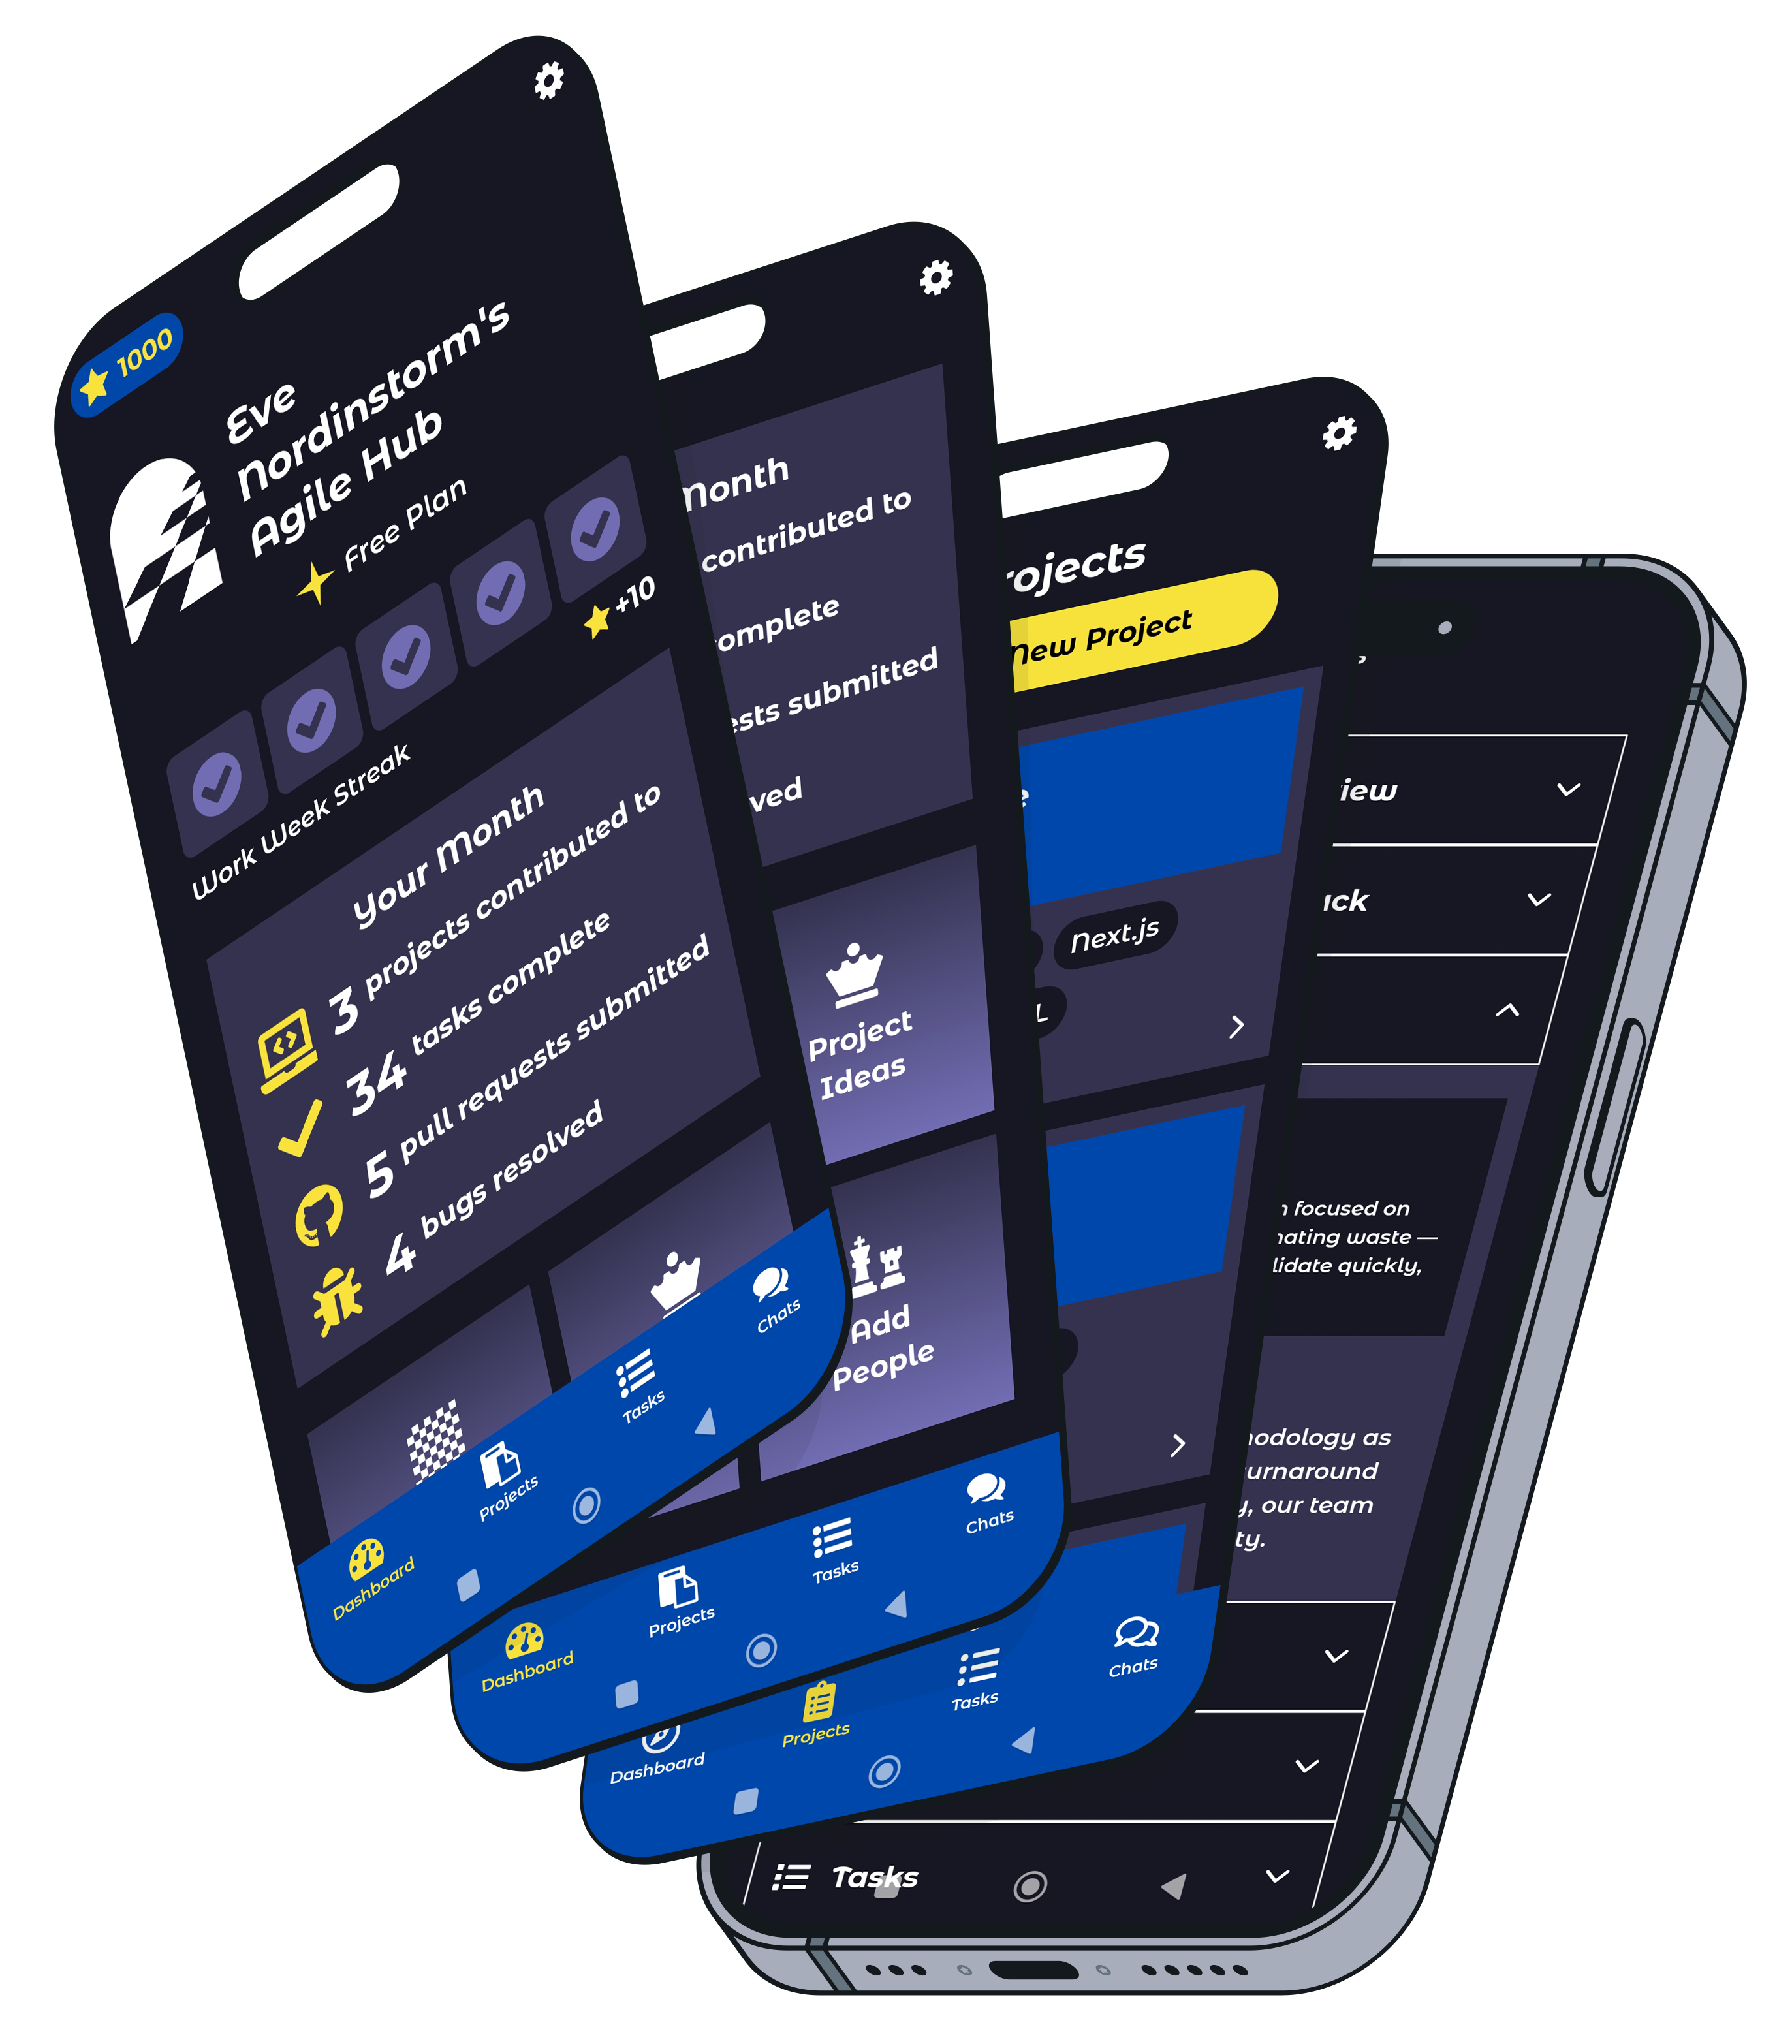 1000
Eve
Nordinstorm's
Agile Hub
Free Plan
+10
Work Week Streak
Your Month
3 projects contributed to
34 tasks complete
5 pull requests submitted
4 bugs resolved
Dashboard
Projects
Tasks
Chats
Month
contributed to
omplete
ests submitted
ved
Project
Ideas
Add
People
Dashboard
Projects
Tasks
Chats
rojects
New Project
e
Next.js
L
Dashboard
Projects
Tasks
Chats
iew
ck
focused on
nating waste —
lidate quickly,
hodology as
urnaround
y, our team
ty.
Tasks